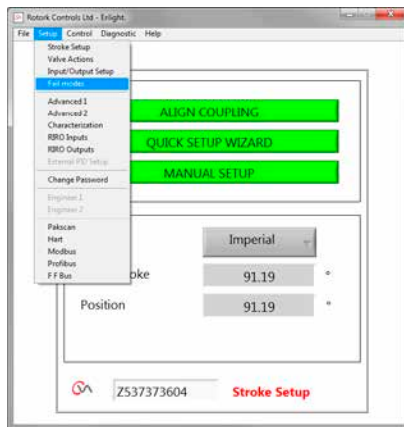 Rotork Controls Ltd - Enlight.
File Setup Control Diagnostic Help
Stroke Setup
Valve Actions
Input/Output Setup
Fail modes
Advanced 1
Advanced 2
Characterization
RIRO Inputs
RIRO Outputs
External PID Setup
Change Password
Engineer 1
Engineer 2
Pakscan
Hart
Modbus
Profibus
F F Bus
ALIGN COUPLING
QUICK SETUP WIZARD
MANUAL SETUP
Imperial
oke 91.19 °
Position 91.19 °
Z537373604 Stroke Setup